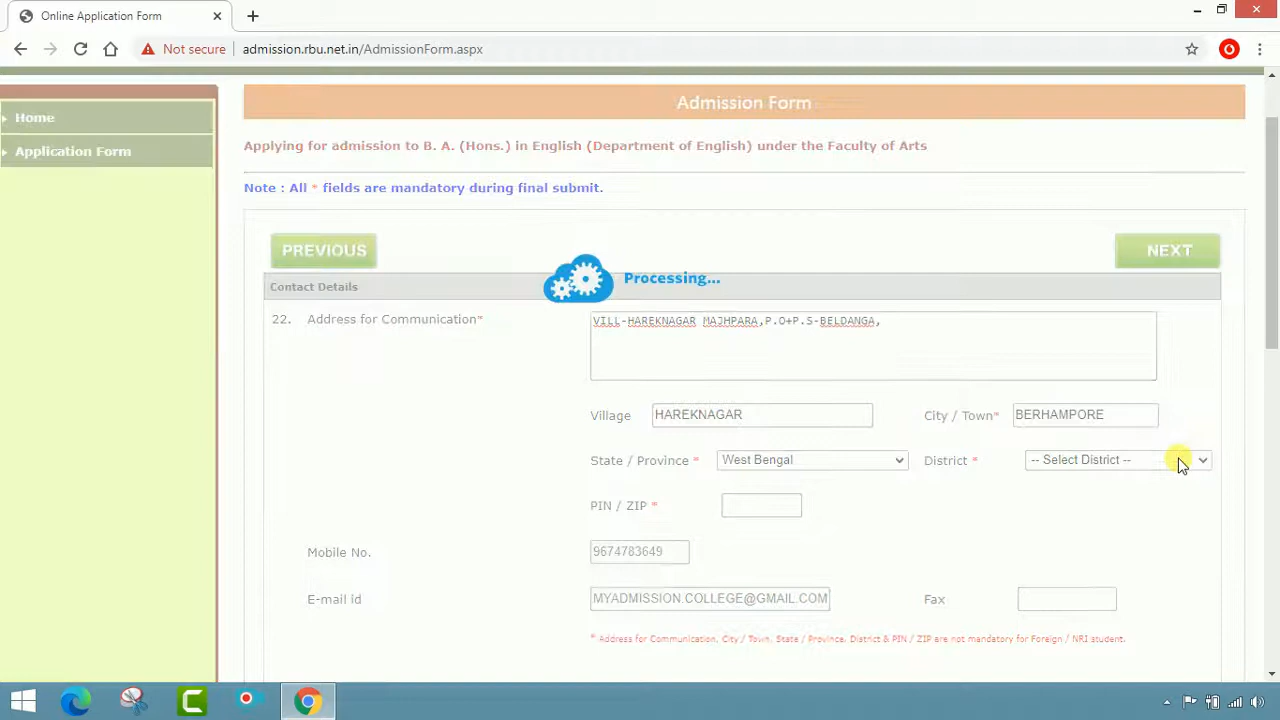 Online Application Form
Not secure admission.rbu.net.in/AdmissionForm.aspx
Home
Application Form
Admission Form
Applying for admission to B. A. (Hons.) in English (Department of English) under the Faculty of Arts
Note : All * fields are mandatory during final submit.
PREVIOUS
NEXT
Processing...
Contact Details
22. Address for Communication*
VILL-HAREKNAGAR MAJHPARA,P.O+P.S-BELDANGA,
Village HAREKNAGAR City / Town* BERHAMPORE
State / Province * West Bengal District * -- Select District --
PIN / ZIP *
Mobile No. 9674783649
E-mail Id MYADMISSION.COLLEGE@GMAIL.COM Fax
* Address for Communication, City / Town, State / Province, District & PIN / ZIP are not mandatory for Foreign / NRI student.